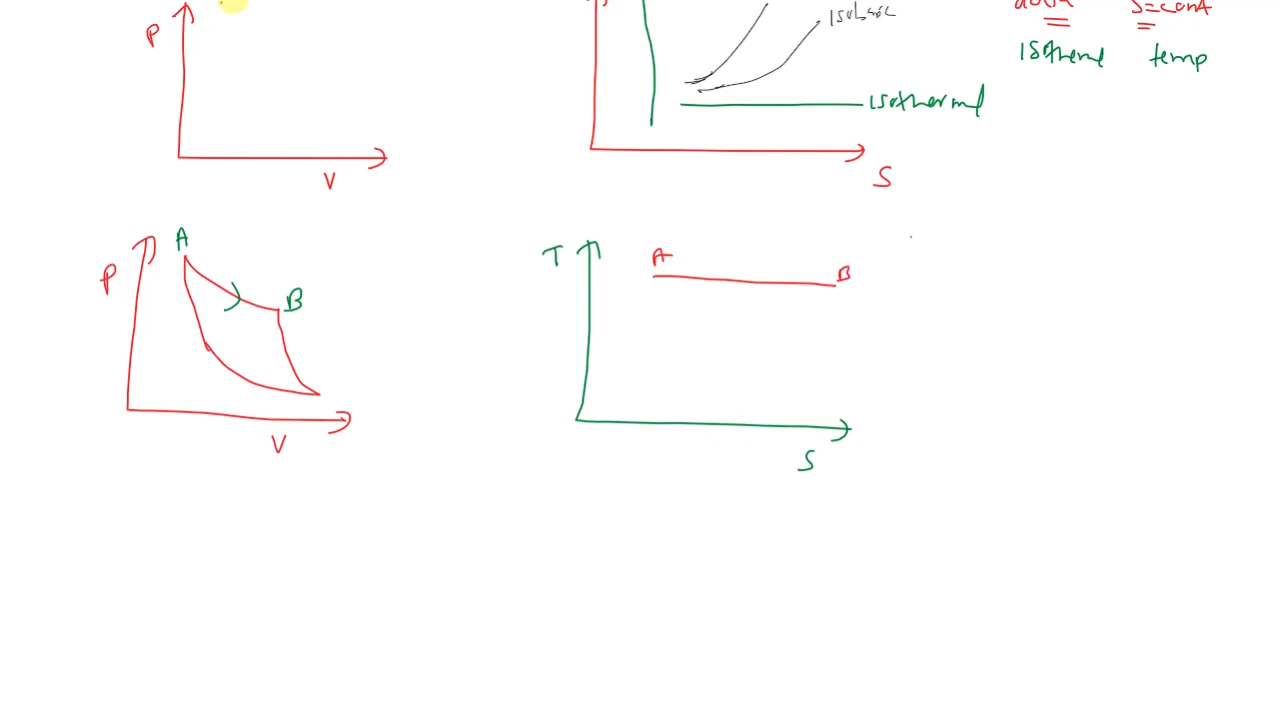 S=const
P
Isobaric
Isothermal temp
Isothermal
V
S
A
P
B
V
T
A
B
S